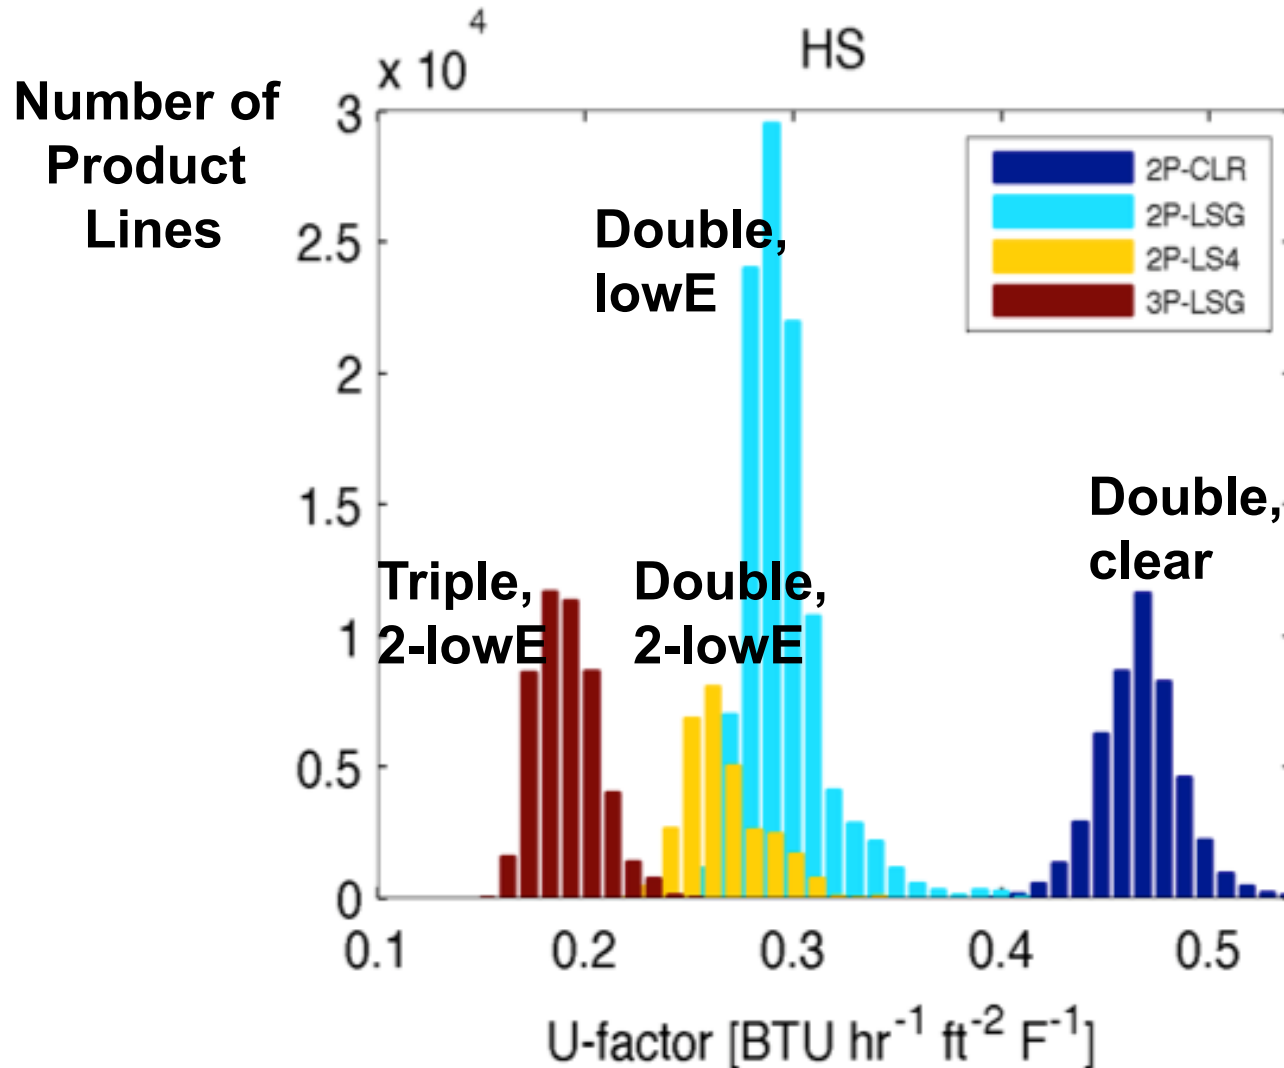 4
x 10
HS
Number of
Product
Lines
3
2.5
2
1.5
1
0.5
0
2P-CLR
2P-LSG
2P-LS4
3P-LSG
Double,
lowE
Double,
clear
Triple,
2-lowE
Double,
2-lowE
0.1 0.2 0.3 0.4 0.5
U-factor [BTU hr-1 ft-2 F-1]